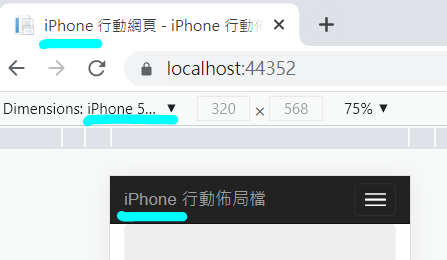 iPhone 行動網頁 - iPhone 行動
localhost:44352
Dimensions: iPhone 5... ▼ 320 × 568 75% ▼
iPhone 行動佈局檔